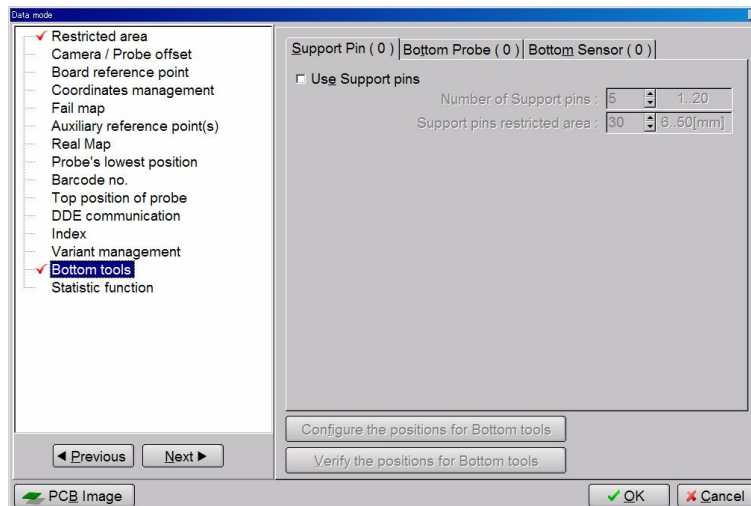 Data mode
Restricted area
Camera / Probe offset
Board reference point
Coordinates management
Fail map
Auxiliary reference point(s)
Real Map
Probe's lowest position
Barcode no.
Top position of probe
DDE communication
Index
Variant management
Bottom tools
Statistic function
Previous Next
PCB Image
Support Pin ( 0 ) Bottom Probe ( 0 ) Bottom Sensor ( 0 )
Use Support pins
Number of Support pins : 5 1..20
Support pins restricted area : 30 6..50[mm]
Configure the positions for Bottom tools
Verify the positions for Bottom tools
OK Cancel